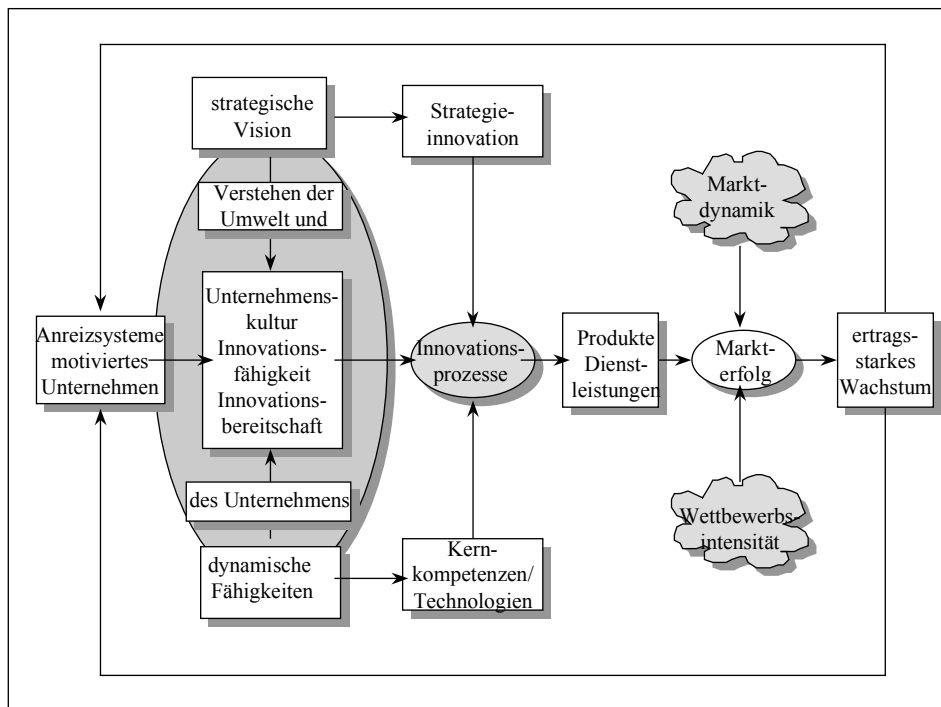 strategische
Vision
Strategie-
innovation
Verstehen der
Umwelt und
Markt-
dynamik
Anreizsysteme
motiviertes
Unternehmen
Unternehmens-
kultur
Innovations-
fähigkeit
Innovations-
bereitschaft
Innovations-
prozesse
Produkte
Dienst-
leistungen
Markt-
erfolg
ertrags-
starkes
Wachstum
des Unternehmens
Wettbewerbs-
intensität
dynamische
Fähigkeiten
Kern-
kompetenzen/
Technologien